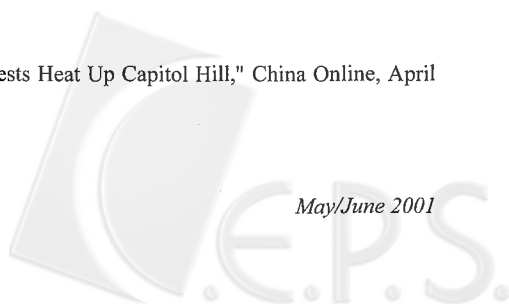 ests Heat Up Capitol Hill," China Online, April
May/June 2001
C.E.P.S.